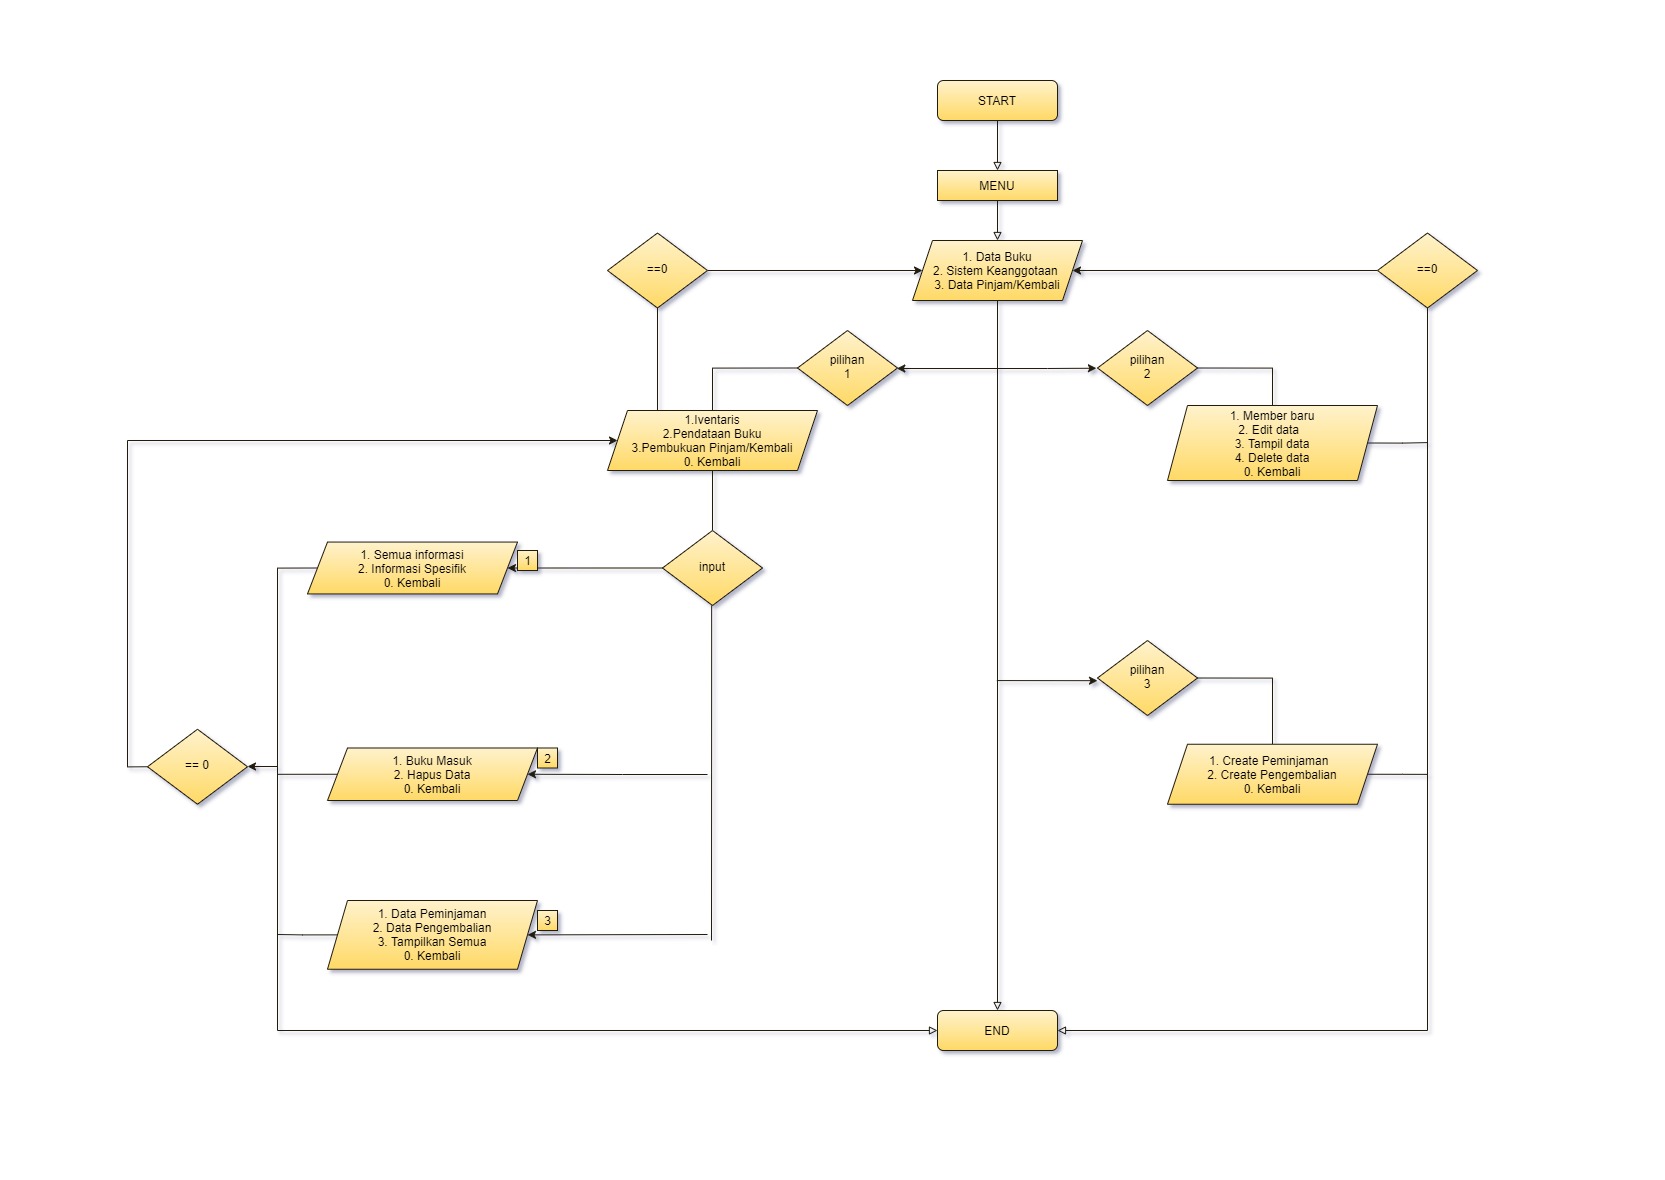 START
MENU
==0
1. Data Buku
2. Sistem Keanggotaan
3. Data Pinjam/Kembali
==0
pilihan
1
pilihan
2
1.Iventaris
2.Pendataan Buku
3.Pembukuan Pinjam/Kembali
0. Kembali
1. Member baru
2. Edit data
3. Tampil data
4. Delete data
0. Kembali
1. Semua informasi
2. Informasi Spesifik
0. Kembali
1
input
pilihan
3
== 0
1. Buku Masuk
2. Hapus Data
0. Kembali
2
1. Create Peminjaman
2. Create Pengembalian
0. Kembali
1. Data Peminjaman
2. Data Pengembalian
3. Tampilkan Semua
0. Kembali
3
END